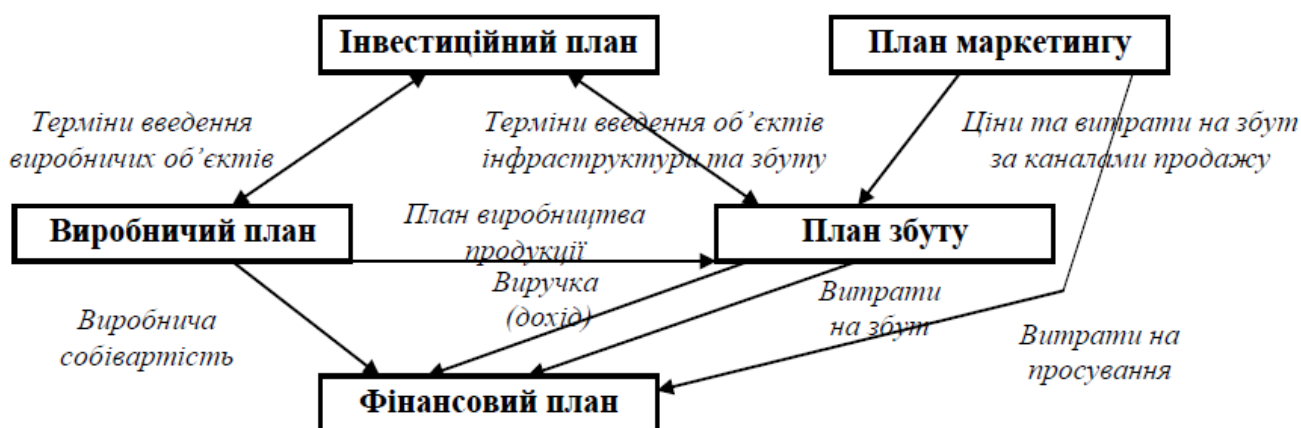 Інвестиційний план
План маркетингу
Терміни введення
виробничих об’єктів
Терміни введення об’єктів
інфраструктури та збуту
Ціни та витрати на збут
за каналами продажу
Виробничий план
План виробництва
продукції
План збуту
Виробнича
собівартість
Виручка
(дохід)
Витрати
на збут
Витрати на
просування
Фінансовий план